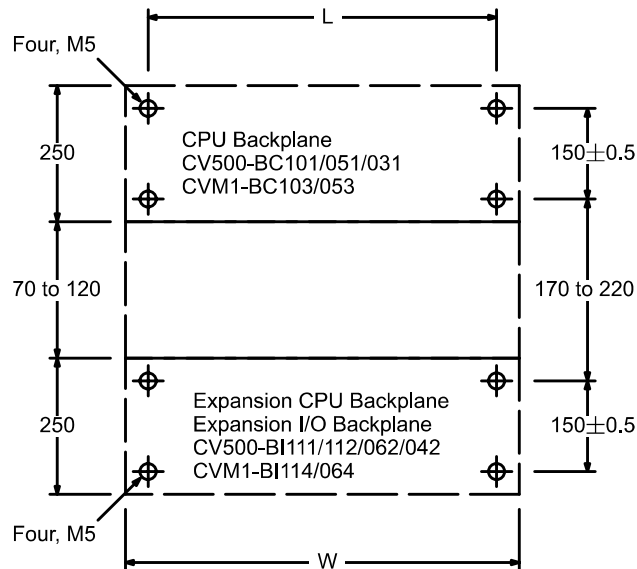 L
Four, M5
250
CPU Backplane
CV500-BC101/051/031
CVM1-BC103/053
150±0.5
70 to 120
170 to 220
250
Expansion CPU Backplane
Expansion I/O Backplane
CV500-BI111/112/062/042
CVM1-BI114/064
150±0.5
Four, M5
W